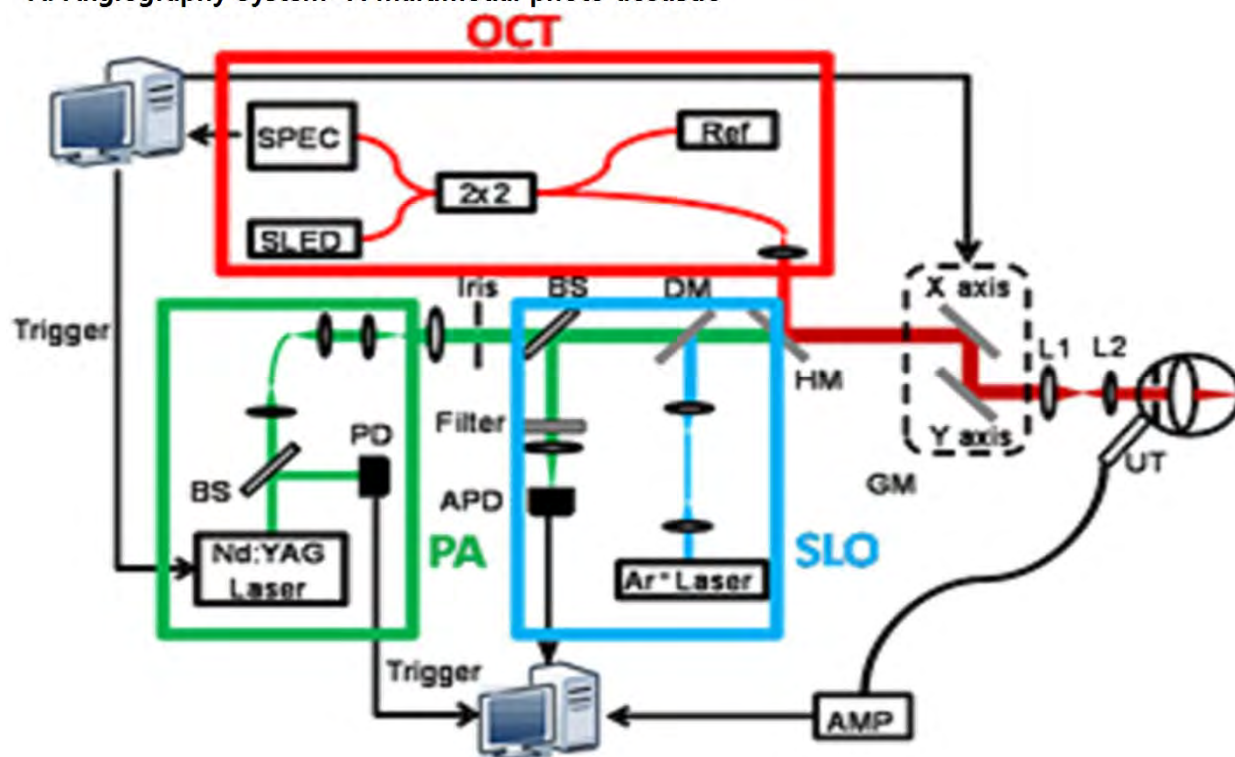 OCT
SPEC
Ref
2x2
SLED
Iris
BS
DM
X axis
Trigger
HM
L1
L2
Filter
PD
Y axis
UT
BS
APD
GM
PA
SLO
Nd:YAG
Laser
Ar+Laser
Trigger
AMP